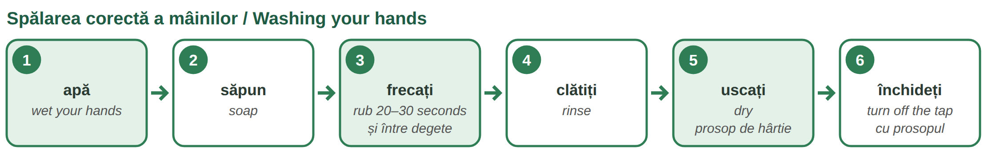 Spălarea corectă a mâinilor / Washing your hands
1
apă
wet your hands
2
săpun
soap
3
frecați
rub 20–30 seconds
și între degete
4
clătiți
rinse
5
uscați
dry
prosop de hârtie
6
închideți
turn off the tap
cu prosopul